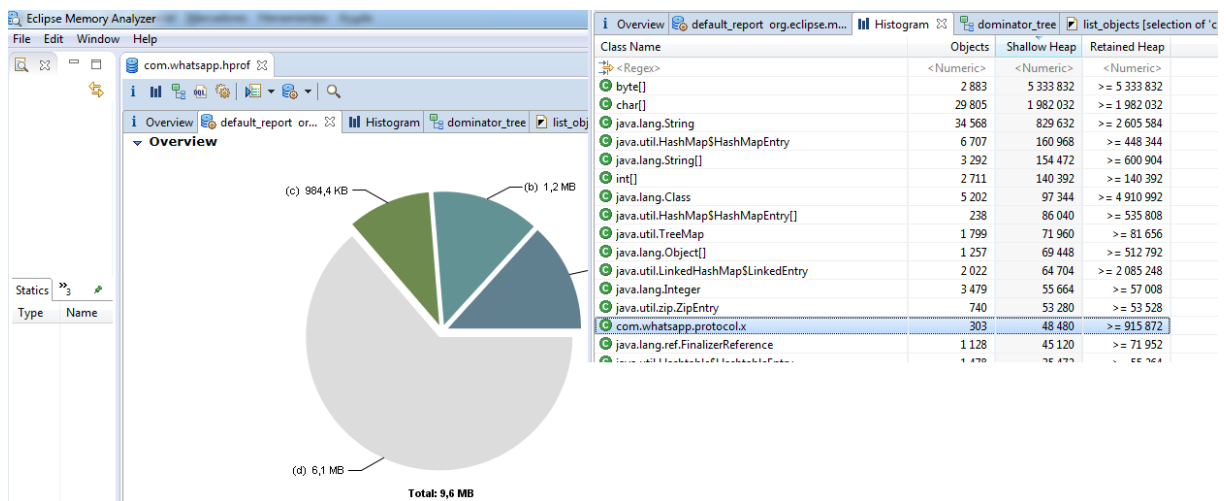 Eclipse Memory Analyzer
File Edit Window Help
com.whatsapp.hprof
i Overview default_report or... Histogram dominator_tree list_obj
Overview
(c) 984,4 KB
(b) 1,2 MB
(d) 6,1 MB
Total: 9,6 MB
Statics »3
Type Name
i Overview default_report org.eclipse.m... Histogram dominator_tree list_objects [selection of 'c
Class Name Objects Shallow Heap Retained Heap
<Regex> <Numeric> <Numeric> <Numeric>
byte[] 2 883 5 333 832 >= 5 333 832
char[] 29 805 1 982 032 >= 1 982 032
java.lang.String 34 568 829 632 >= 2 605 584
java.util.HashMap$HashMapEntry 6 707 160 968 >= 448 344
java.lang.String[] 3 292 154 472 >= 600 904
int[] 2 711 140 392 >= 140 392
java.lang.Class 5 202 97 344 >= 4 910 992
java.util.HashMap$HashMapEntry[] 238 86 040 >= 535 808
java.util.TreeMap 1 799 71 960 >= 81 656
java.lang.Object[] 1 257 69 448 >= 512 792
java.util.LinkedHashMap$LinkedEntry 2 022 64 704 >= 2 085 248
java.lang.Integer 3 479 55 664 >= 57 008
java.util.zip.ZipEntry 740 53 280 >= 53 528
com.whatsapp.protocol.x 303 48 480 >= 915 872
java.lang.ref.FinalizerReference 1 128 45 120 >= 71 952